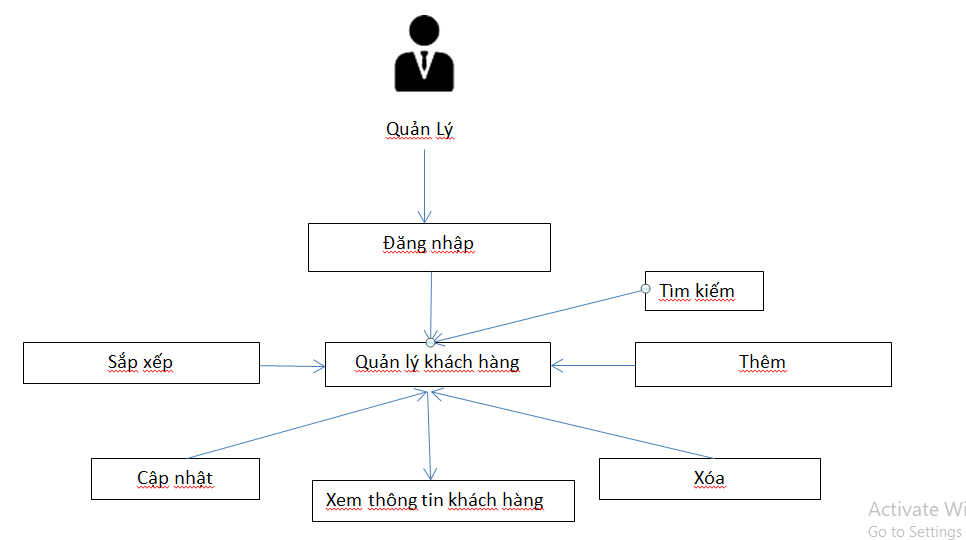 Quản Lý
Đăng nhập
Tìm kiếm
Sắp xếp
Quản lý khách hàng
Thêm
Cập nhật
Xem thông tin khách hàng
Xóa
Activate Wi
Go to Settings